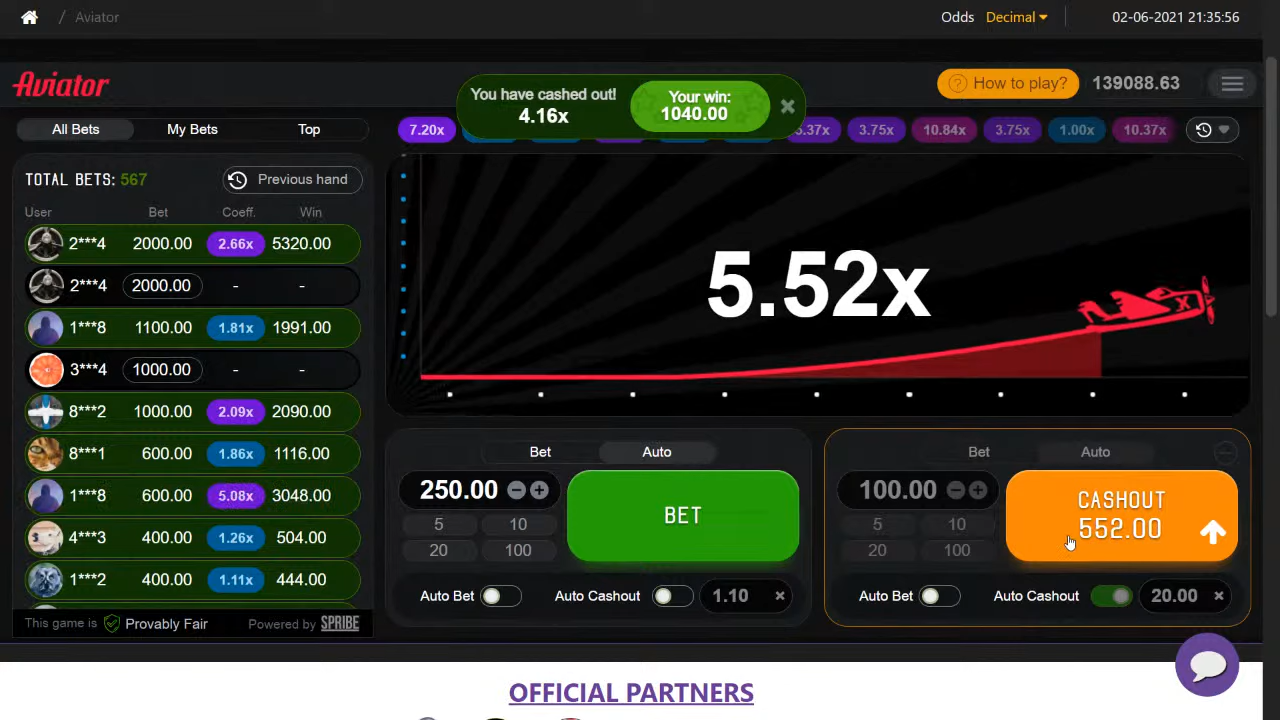 / Aviator
Odds Decimal 02-06-2021 21:35:56
Aviator
You have cashed out!
4.16x
Your win:
1040.00
? How to play?
139088.63
All Bets My Bets Top
7.20x
3.75x 10.84x 3.75x 1.00x 10.37x
TOTAL BETS: 567
Previous hand
User Bet Coeff. Win
2***4 2000.00 2.66x 5320.00
2***4 2000.00 - -
1***8 1100.00 1.81x 1991.00
3***4 1000.00 - -
8***2 1000.00 2.09x 2090.00
8***1 600.00 1.86x 1116.00
1***8 600.00 5.08x 3048.00
4***3 400.00 1.26x 504.00
1***2 400.00 1.11x 444.00
This game is Provably Fair Powered by SPRIBE
5.52x
X
Bet Auto
250.00
5 10
20 100
BET
Auto Bet Auto Cashout 1.10
Bet Auto
100.00
5 10
20 100
CASHOUT
552.00
Auto Bet Auto Cashout 20.00
OFFICIAL PARTNERS